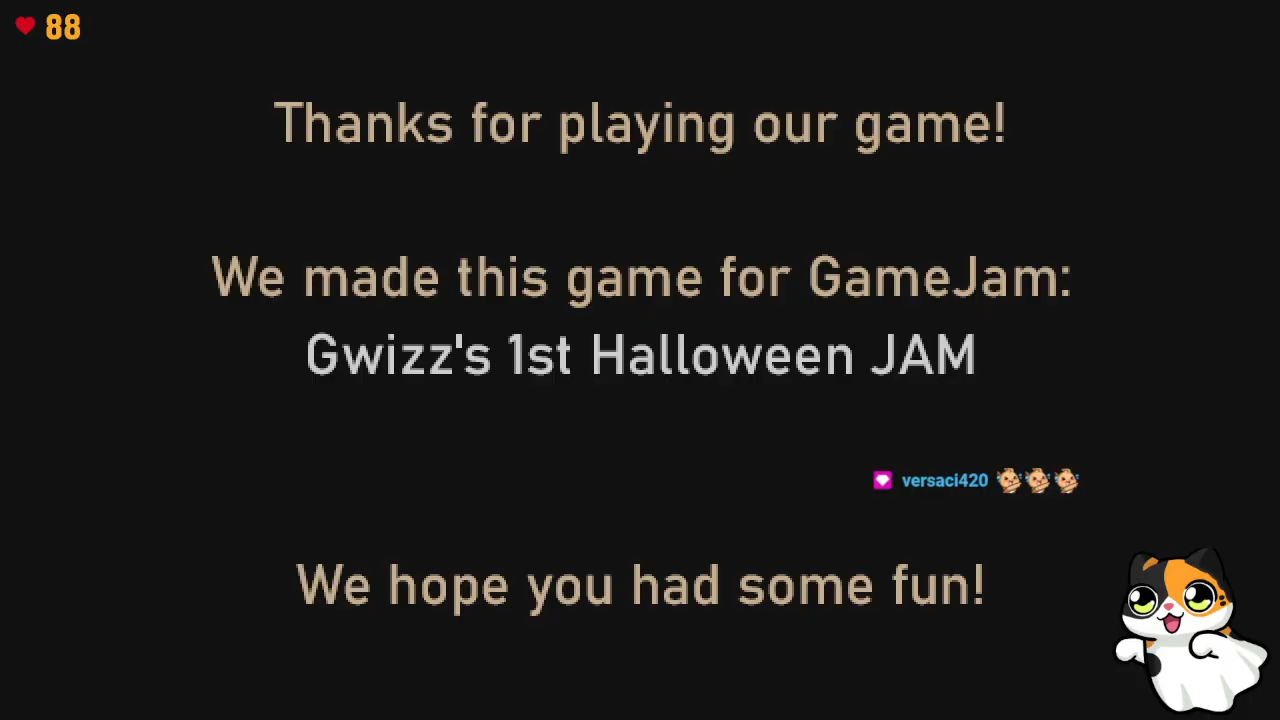 88
Thanks for playing our game!
We made this game for GameJam:
Gwizz's 1st Halloween JAM
versaci420
We hope you had some fun!